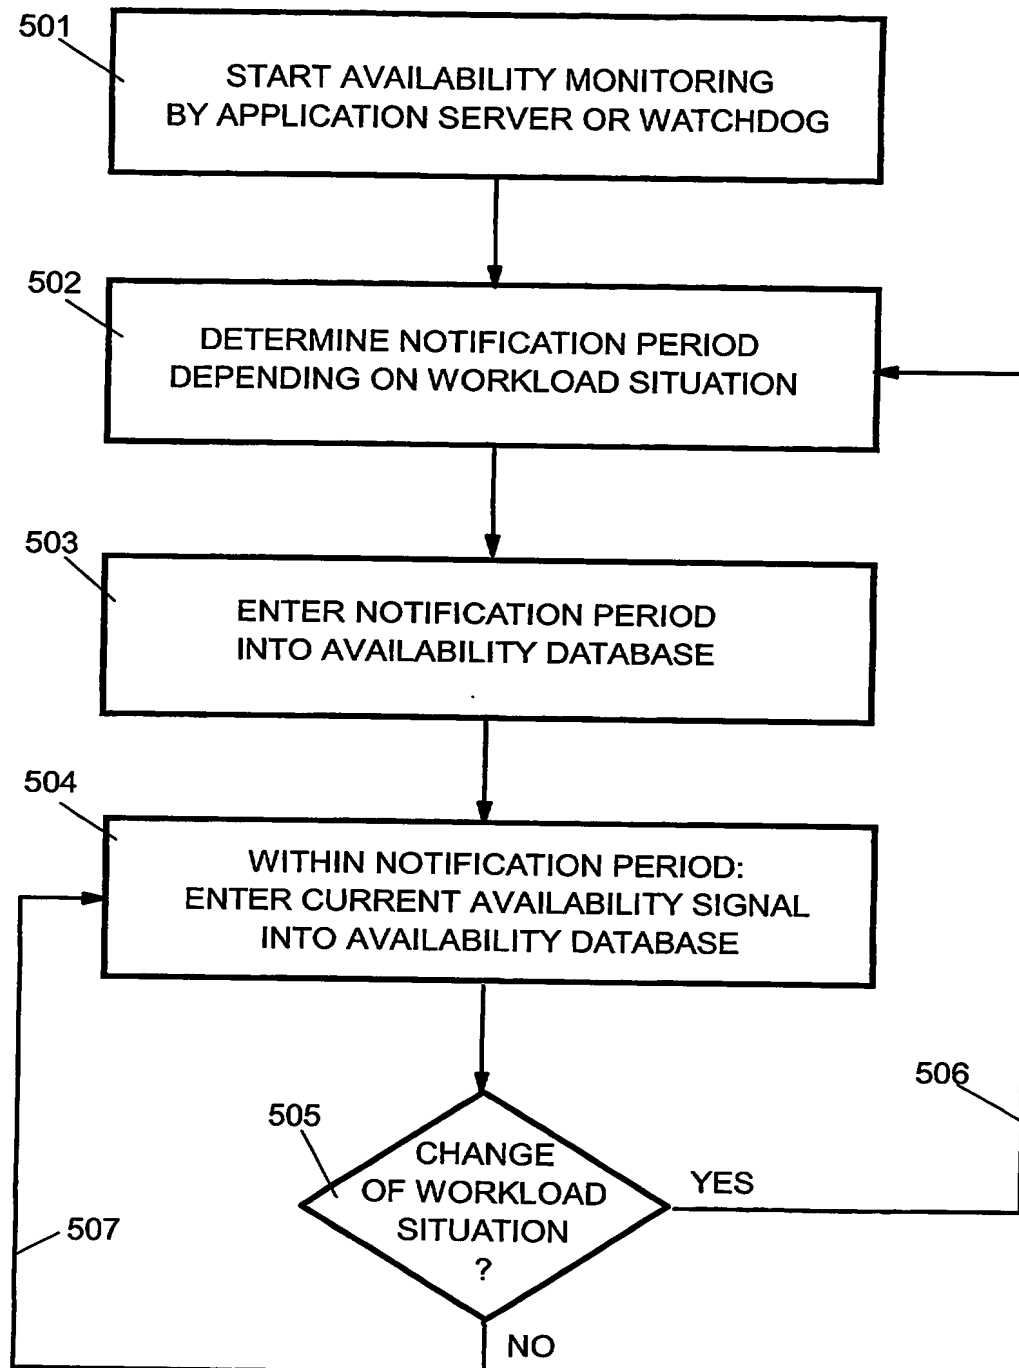 501
START AVAILABILITY MONITORING
BY APPLICATION SERVER OR WATCHDOG
502
DETERMINE NOTIFICATION PERIOD
DEPENDING ON WORKLOAD SITUATION
503
ENTER NOTIFICATION PERIOD
INTO AVAILABILITY DATABASE
504
WITHIN NOTIFICATION PERIOD:
ENTER CURRENT AVAILABILITY SIGNAL
INTO AVAILABILITY DATABASE
505
CHANGE
OF WORKLOAD
SITUATION
?
YES
506
507
NO